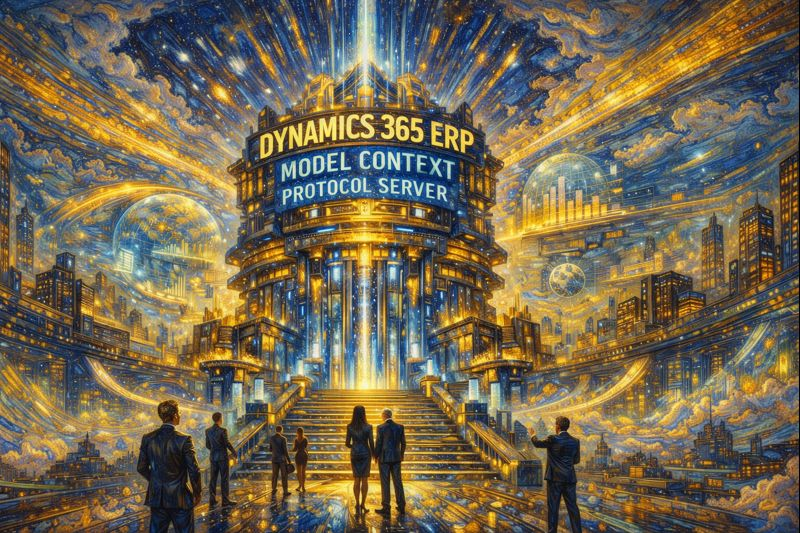 DYNAMICS 365 ERP
MODEL CONTEXT
PROTOCOL SERVER